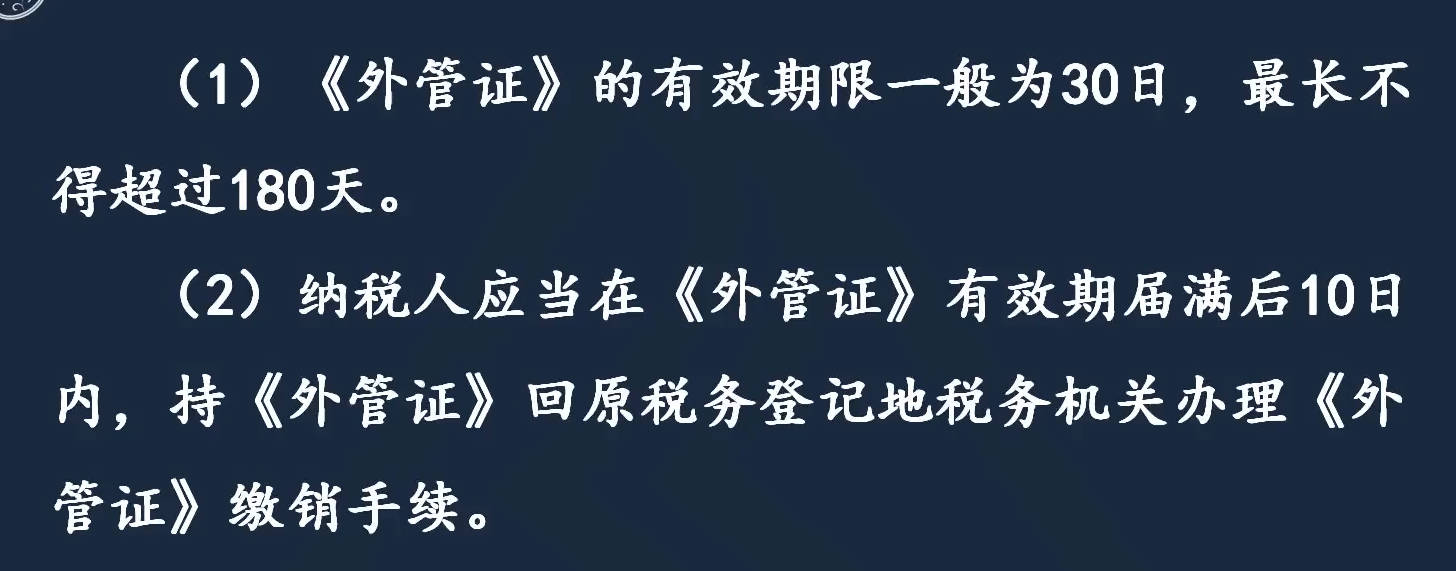 （1）《外管证》的有效期限一般为30日，最长不
得超过180天。
（2）纳税人应当在《外管证》有效期届满后10日
内，持《外管证》回原税务登记地税务机关办理《外
管证》缴销手续。